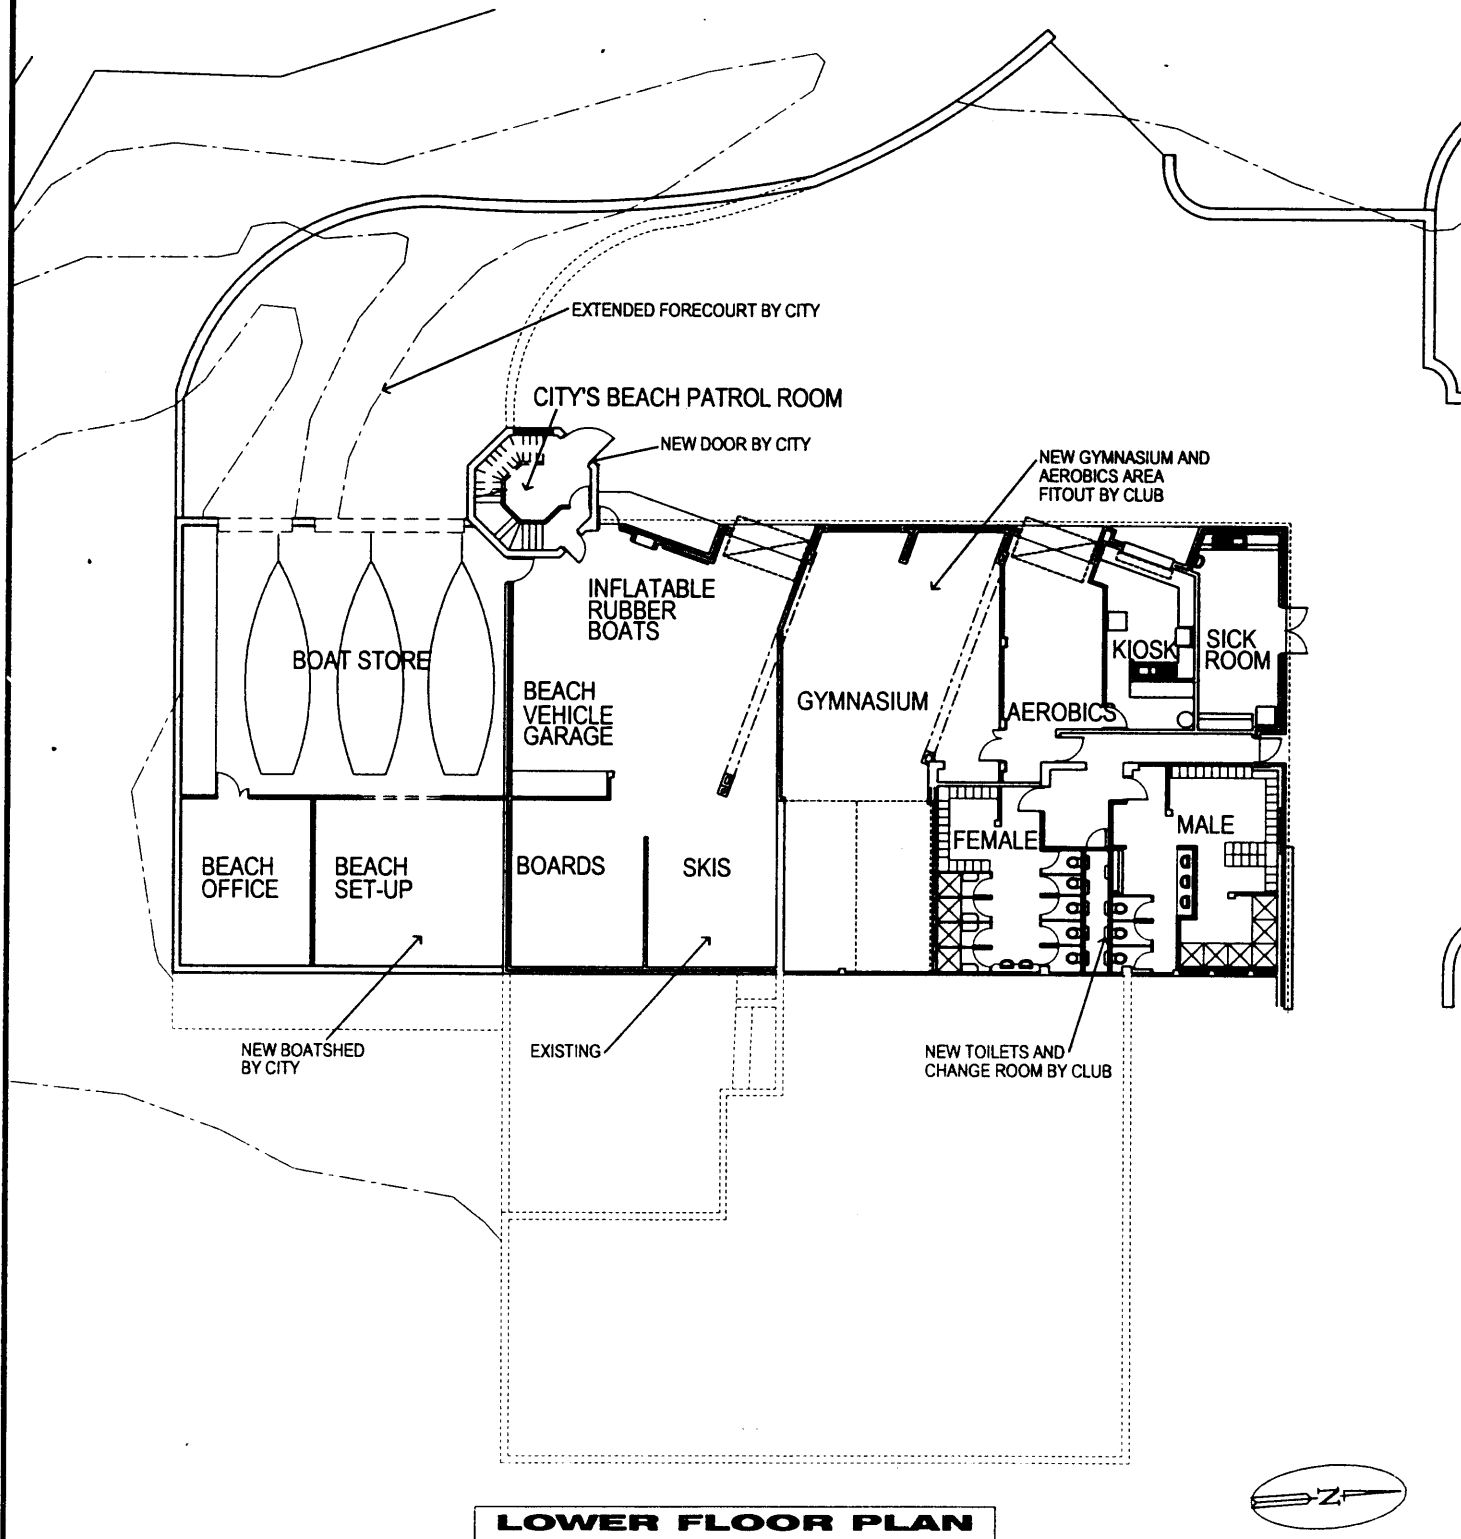 EXTENDED FORECOURT BY CITY
CITY'S BEACH PATROL ROOM
NEW DOOR BY CITY
NEW GYMNASIUM AND
AEROBICS AREA
FITOUT BY CLUB
INFLATABLE
RUBBER
BOATS
BOAT STORE
KIOSK
SICK
ROOM
BEACH
VEHICLE
GARAGE
GYMNASIUM
AEROBICS
FEMALE
MALE
BEACH
OFFICE
BEACH
SET-UP
BOARDS
SKIS
NEW BOATSHED
BY CITY
EXISTING
NEW TOILETS AND
CHANGE ROOM BY CLUB
N
LOWER FLOOR PLAN